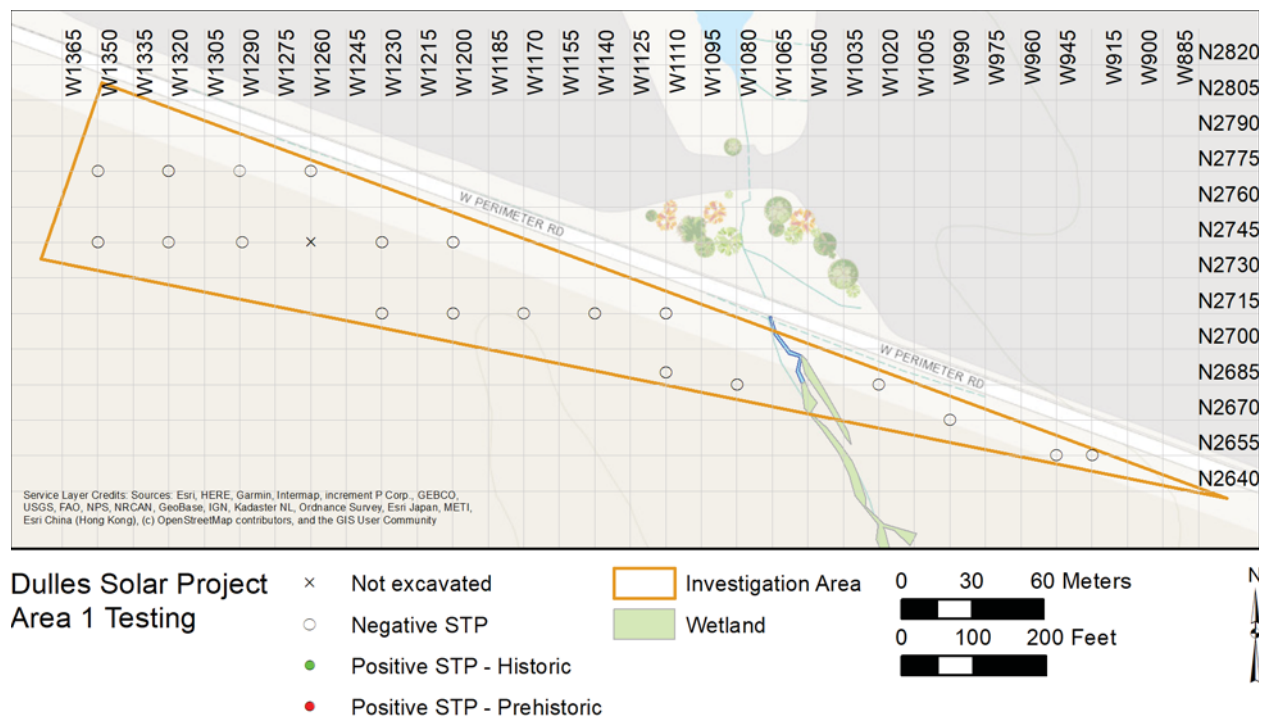 W1365
W1350
W1335
W1320
W1305
W1290
W1275
W1260
W1245
W1230
W1215
W1200
W1185
W1170
W1155
W1140
W1125
W1110
W1095
W1080
W1065
W1050
W1035
W1020
W1005
W990
W975
W960
W945
W915
W900
W885
N2820
N2805
N2790
N2775
N2760
N2745
N2730
N2715
N2700
N2685
N2670
N2655
N2640
W PERIMETER RD
W PERIMETER RD
Service Layer Credits: Sources: Esri, HERE, Garmin, Intermap, increment P Corp., GEBCO,
USGS, FAO, NPS, NRCAN, GeoBase, IGN, Kadaster NL, Ordnance Survey, Esri Japan, METI,
Esri China (Hong Kong), (c) OpenStreetMap contributors, and the GIS User Community
Dulles Solar Project
Area 1 Testing
Not excavated
Negative STP
Positive STP - Historic
Positive STP - Prehistoric
Investigation Area
Wetland
0 30 60 Meters
0 100 200 Feet
N